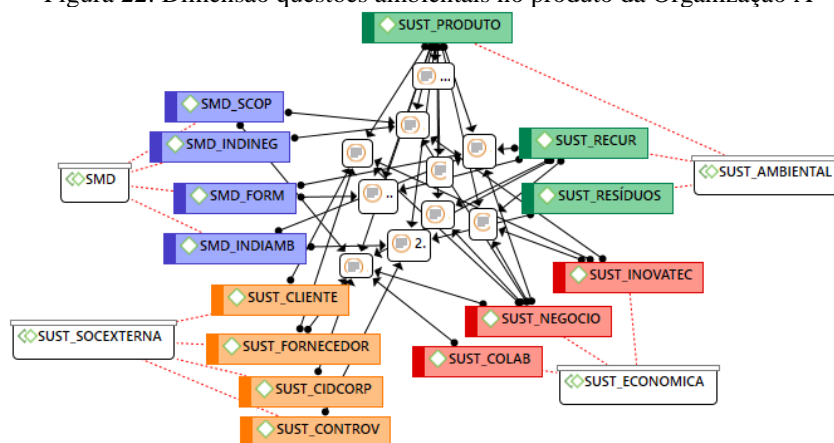 Figura 22: Dimensão questões ambientais no produto da Organização A
SUST_PRODUTO
...
SMD_SCOP
SMD_INDINEG
SUST_RECUR
SMD
SUST_AMBIENTAL
SMD_FORM
..
SUST_RESÍDUOS
SMD_INDIAMB
2.
SUST_INOVATEC
SUST_CLIENTE
SUST_NEGOCIO
SUST_SOCEXTERNA
SUST_FORNECEDOR
SUST_COLAB
SUST_ECONOMICA
SUST_CIDCORP
SUST_CONTROV